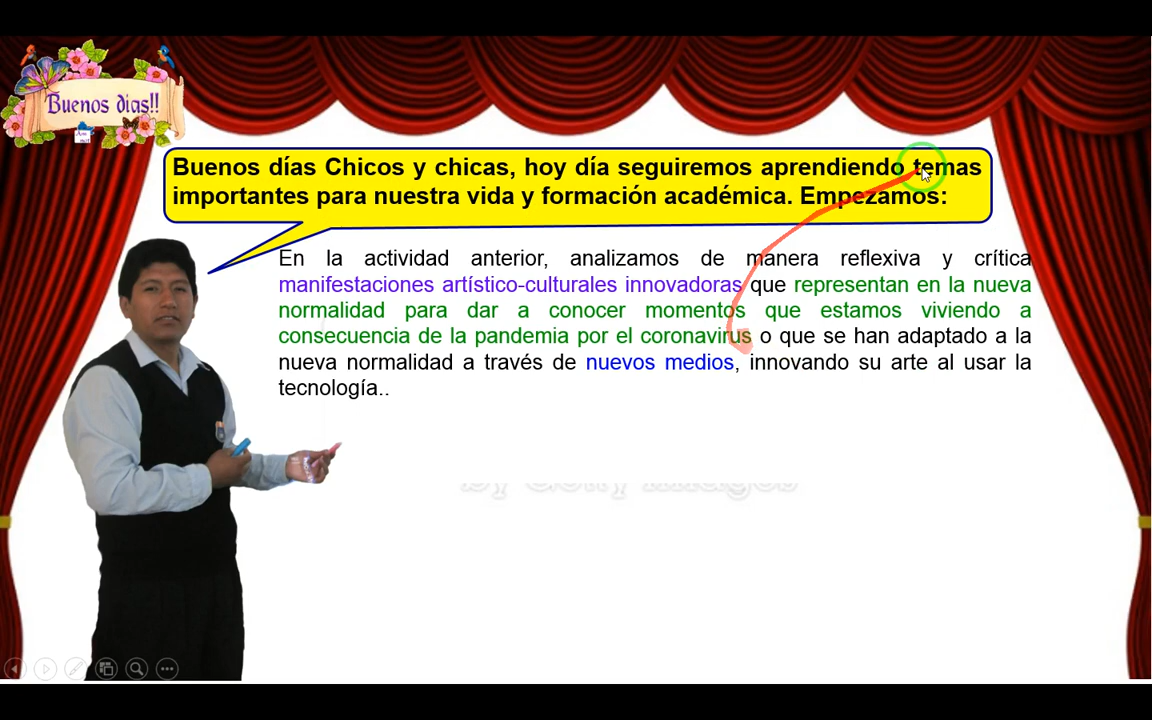 Buenos dias!!
Buenos días Chicos y chicas, hoy día seguiremos aprendiendo temas
importantes para nuestra vida y formación académica. Empezamos:
En la actividad anterior, analizamos de manera reflexiva y crítica
manifestaciones artístico-culturales innovadoras que representan en la nueva
normalidad para dar a conocer momentos que estamos viviendo a
consecuencia de la pandemia por el coronavirus o que se han adaptado a la
nueva normalidad a través de nuevos medios, innovando su arte al usar la
tecnología..
by Getty Images